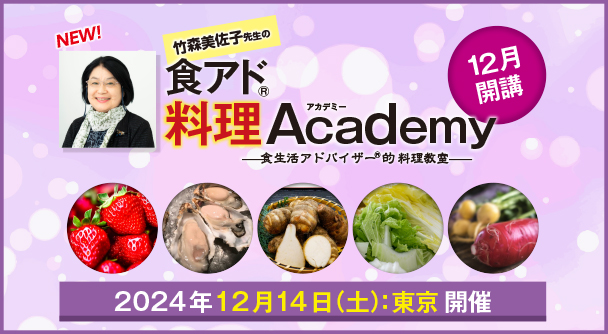 NEW!
竹森美佐子先生の
食アド®
料理Academy
アカデミー
食生活アドバイザー®的 料理教室
12月
開講
2024年12月14日(土):東京 開催